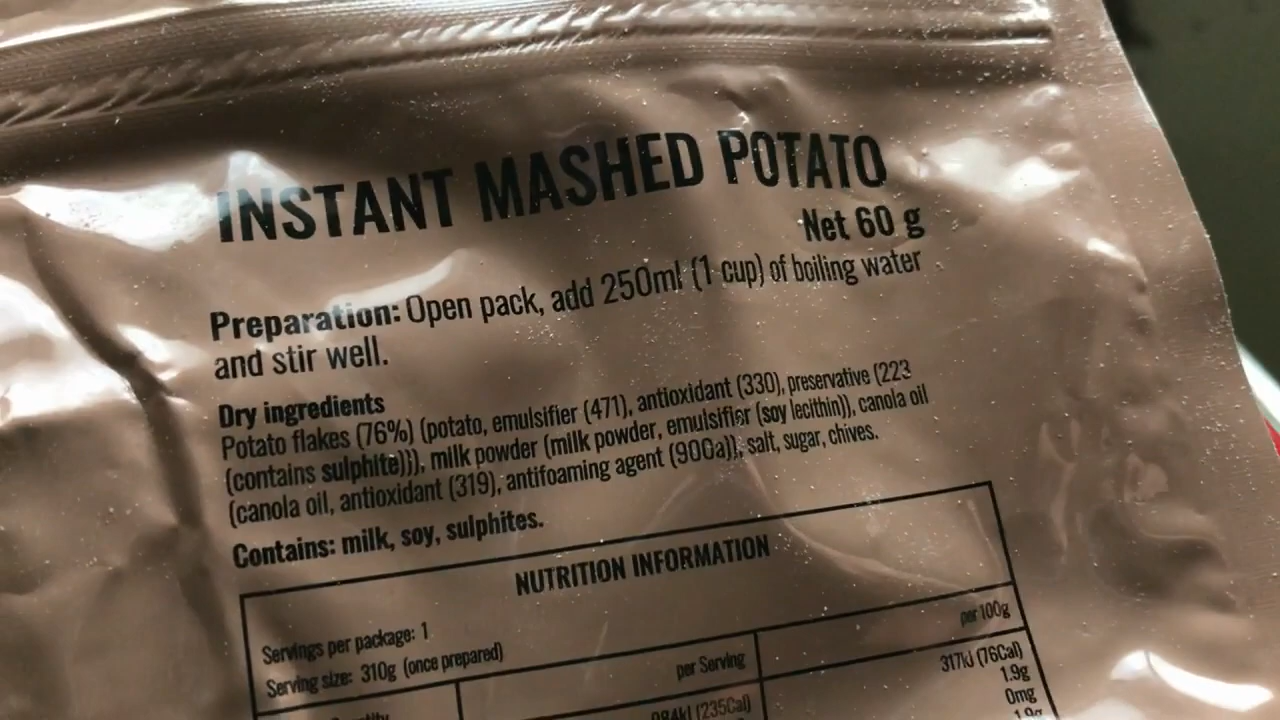 INSTANT MASHED POTATO
Net 60 g
Preparation: Open pack, add 250ml (1 cup) of boiling water
and stir well.
Dry ingredients
Potato flakes (76%) (potato, emulsifier (471), antioxidant (330), preservative (223
(contains sulphite))), milk powder (milk powder, emulsifier (soy lecithin)), canola oil
(canola oil, antioxidant (319), antifoaming agent (900a)), salt, sugar, chives.
Contains: milk, soy, sulphites.
NUTRITION INFORMATION
Servings per package: 1
Serving size: 310g (once prepared)
per Serving per 100g
984kJ (235Cal) 317kJ (76Cal)
1.9g
0mg
1.9g